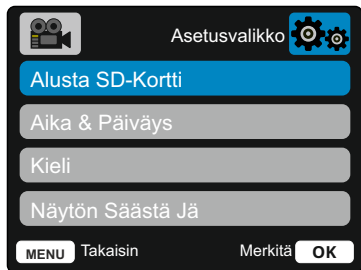 Asetusvalikko
Alusta SD-Kortti
Aika & Päiväys
Kieli
Näytön Säästä Jä
MENU Takaisin Merkitä OK